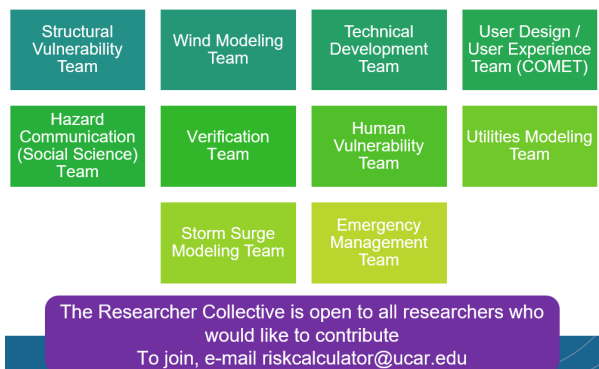 Structural
Vulnerability
Team
Wind Modeling
Team
Technical
Development
Team
User Design /
User Experience
Team (COMET)
Hazard
Communication
(Social Science)
Team
Verification
Team
Human
Vulnerability
Team
Utilities Modeling
Team
Storm Surge
Modeling Team
Emergency
Management
Team
The Researcher Collective is open to all researchers who
would like to contribute
To join, e-mail riskcalculator@ucar.edu